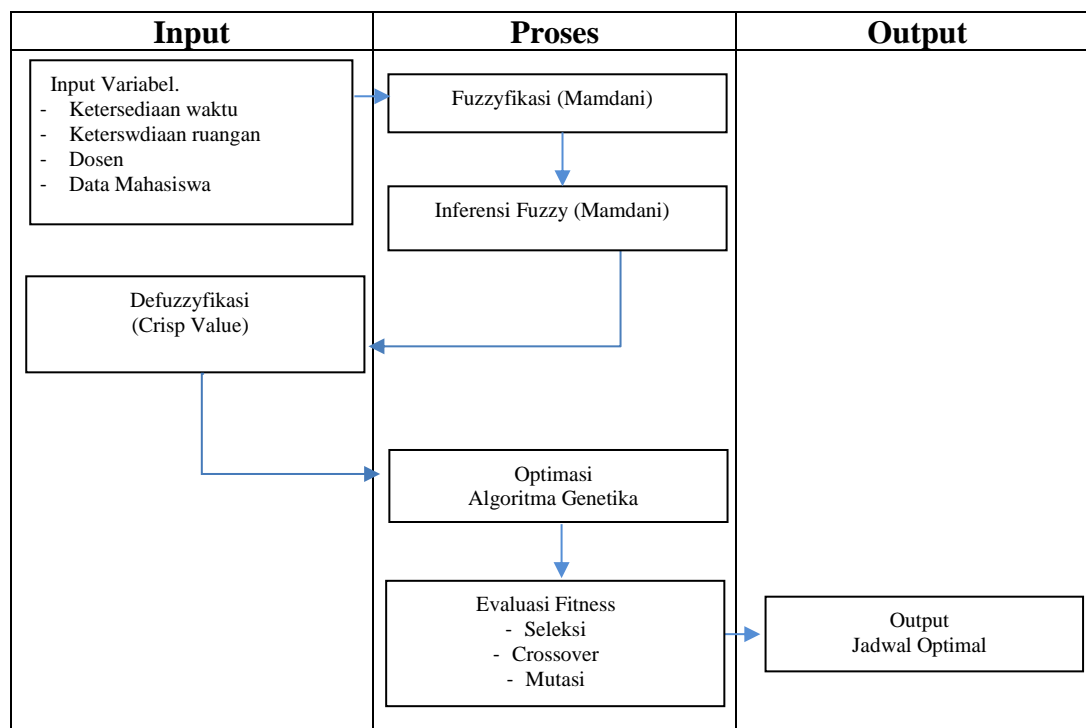 Input
Proses
Output
Input Variabel.
- Ketersediaan waktu
- Keterswdiaan ruangan
- Dosen
- Data Mahasiswa
Fuzzyfikasi (Mamdani)
Inferensi Fuzzy (Mamdani)
Defuzzyfikasi
(Crisp Value)
Optimasi
Algoritma Genetika
Evaluasi Fitness
- Seleksi
- Crossover
- Mutasi
Output
Jadwal Optimal